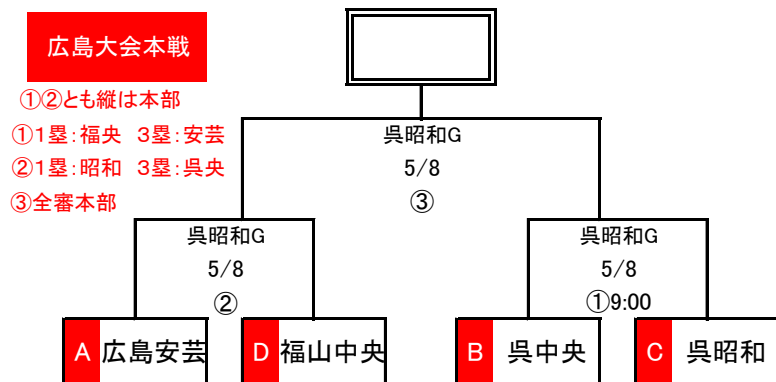 広島大会本戦
①②とも縦は本部
①1塁:福央 3塁:安芸
②1塁:昭和 3塁:呉央
③全審本部
呉昭和G
5/8
③
呉昭和G
5/8
②
呉昭和G
5/8
①9:00
A 広島安芸
D 福山中央
B 呉中央
C 呉昭和